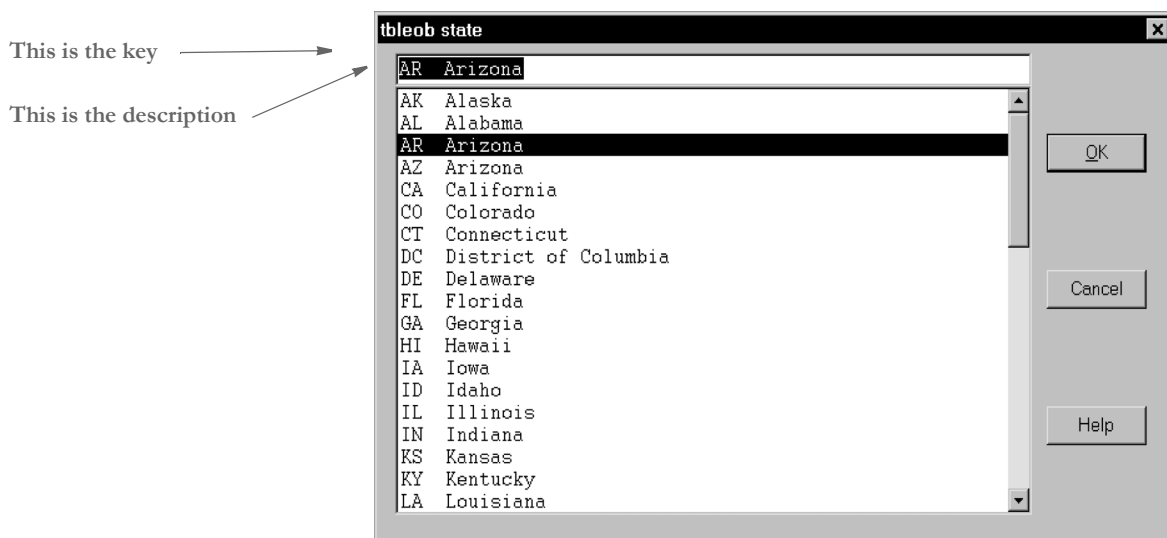 This is the key
This is the description
tbleob state
AR Arizona
AK Alaska
AL Alabama
AR Arizona
AZ Arizona
CA California
CO Colorado
CT Connecticut
DC District of Columbia
DE Delaware
FL Florida
GA Georgia
HI Hawaii
IA Iowa
ID Idaho
IL Illinois
IN Indiana
KS Kansas
KY Kentucky
LA Louisiana
OK
Cancel
Help